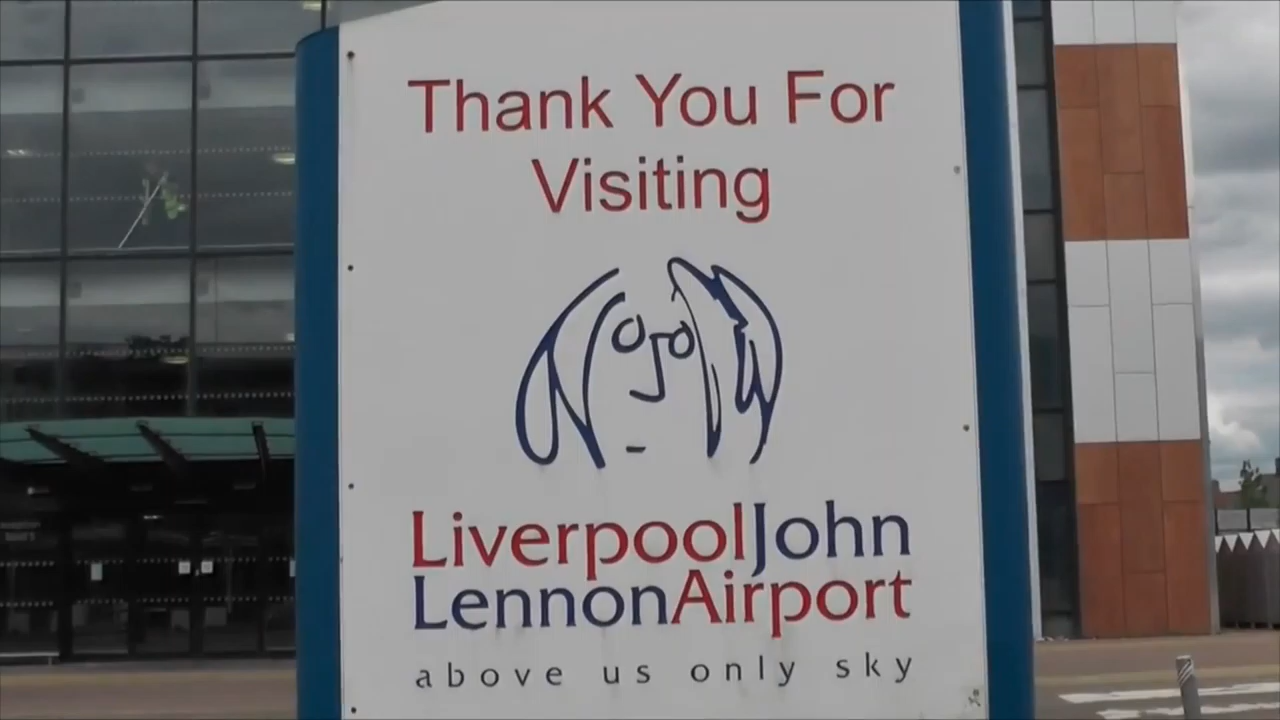 Thank You For
Visiting
LiverpoolJohn
LennonAirport
above us only sky